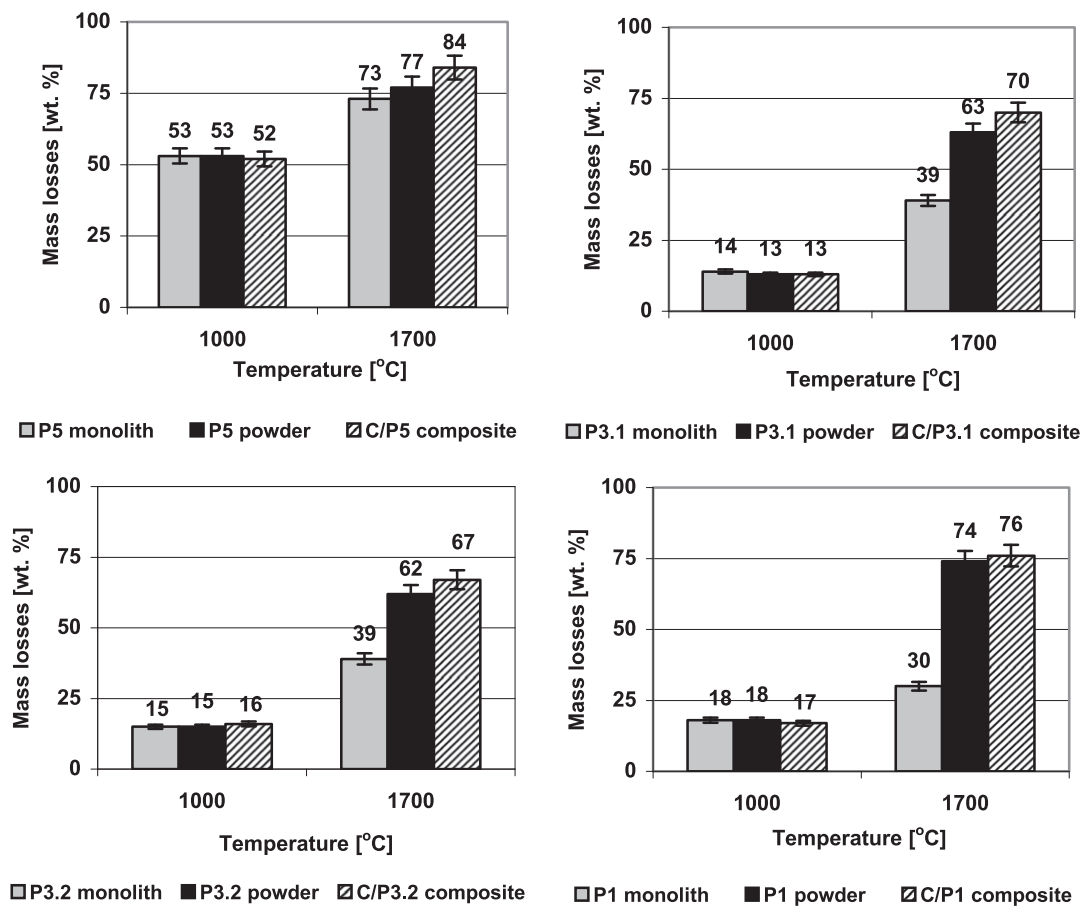 100
75
50
25
0
Mass losses [wt. %]
53 53 52
73 77 84
1000 1700
Temperature [°C]
P5 monolith P5 powder C/P5 composite
100
75
50
25
0
Mass losses [wt. %]
14 13 13
39 63 70
1000 1700
Temperature [°C]
P3.1 monolith P3.1 powder C/P3.1 composite
100
75
50
25
0
Mass losses [wt. %]
15 15 16
39 62 67
1000 1700
Temperature [°C]
P3.2 monolith P3.2 powder C/P3.2 composite
100
75
50
25
0
Mass losses [wt. %]
18 18 17
30 74 76
1000 1700
Temperature [°C]
P1 monolith P1 powder C/P1 composite